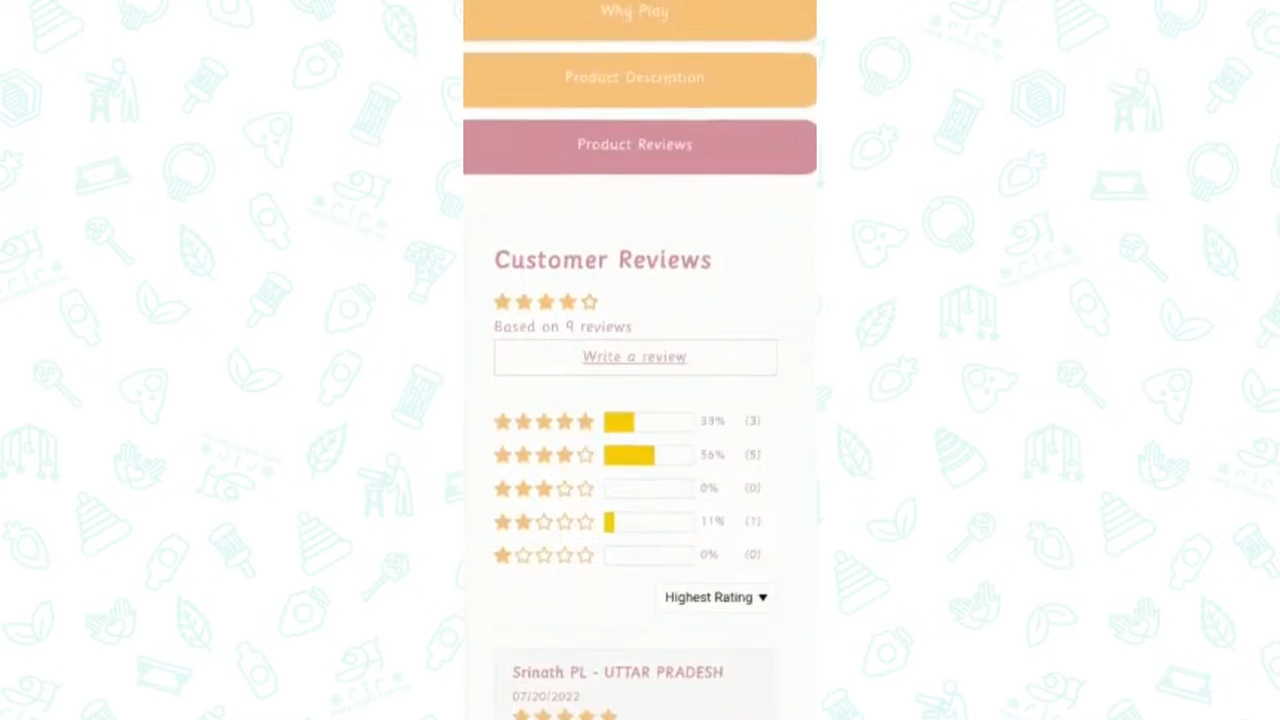 Why Play
Product Description
Product Reviews
Customer Reviews
Based on 9 reviews
Write a review
33% (3)
56% (5)
0% (0)
11% (1)
0% (0)
Highest Rating ▼
Srinath PL - UTTAR PRADESH
07/20/2022